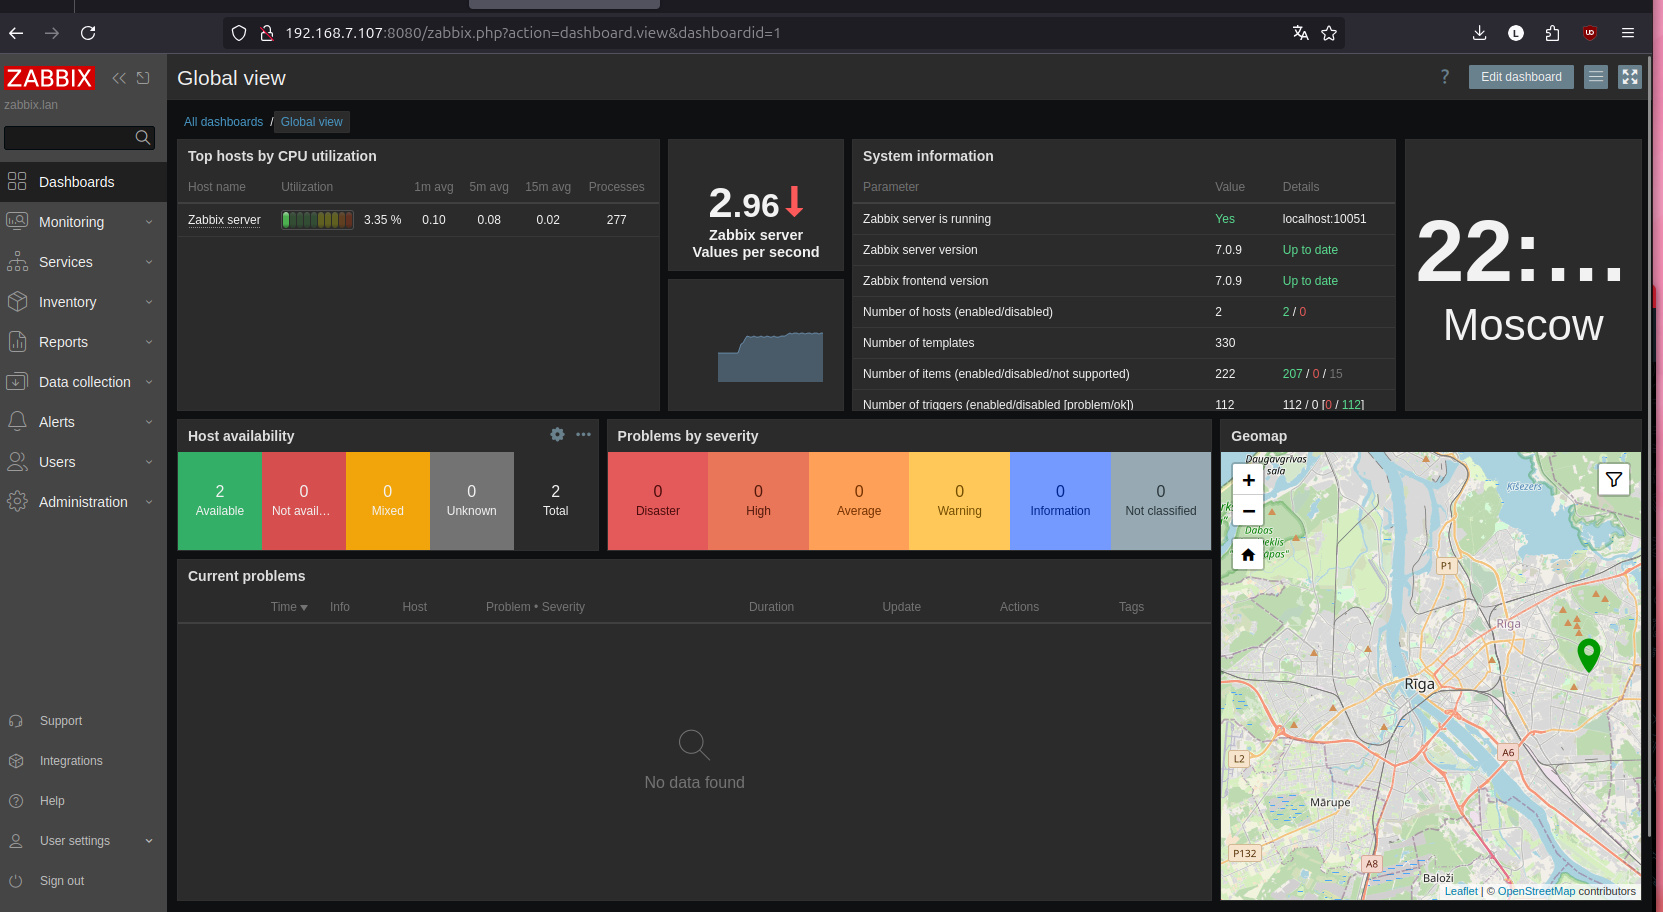 192.168.7.107:8080/zabbix.php?action=dashboard.view&dashboardid=1
L
ZABBIX
zabbix.lan
Dashboards
Monitoring
Services
Inventory
Reports
Data collection
Alerts
Users
Administration
Support
Integrations
Help
User settings
Sign out
Global view
?
Edit dashboard
All dashboards / Global view
Top hosts by CPU utilization
Host name Utilization 1m avg 5m avg 15m avg Processes
Zabbix server 3.35 % 0.10 0.08 0.02 277
2.96
Zabbix server
Values per second
System information
Parameter Value Details
Zabbix server is running Yes localhost:10051
Zabbix server version 7.0.9 Up to date
Zabbix frontend version 7.0.9 Up to date
Number of hosts (enabled/disabled) 2 2 / 0
Number of templates 330
Number of items (enabled/disabled/not supported) 222 207 / 0 / 15
Number of triggers (enabled/disabled [problem/ok]) 112 112 / 0 [0 / 112]
22:...
Moscow
Host availability
2 Available
0 Not avail...
0 Mixed
0 Unknown
2 Total
Problems by severity
0 Disaster
0 High
0 Average
0 Warning
0 Information
0 Not classified
Current problems
Time Info Host Problem • Severity Duration Update Actions Tags
No data found
Geomap
+
−
Daugavgrīvas
sala
Ķīšezers
Dabas
P1
Rīga
Rīga
A6
L2
Mārupe
P132
A8
Baloži
Leaflet | © OpenStreetMap contributors